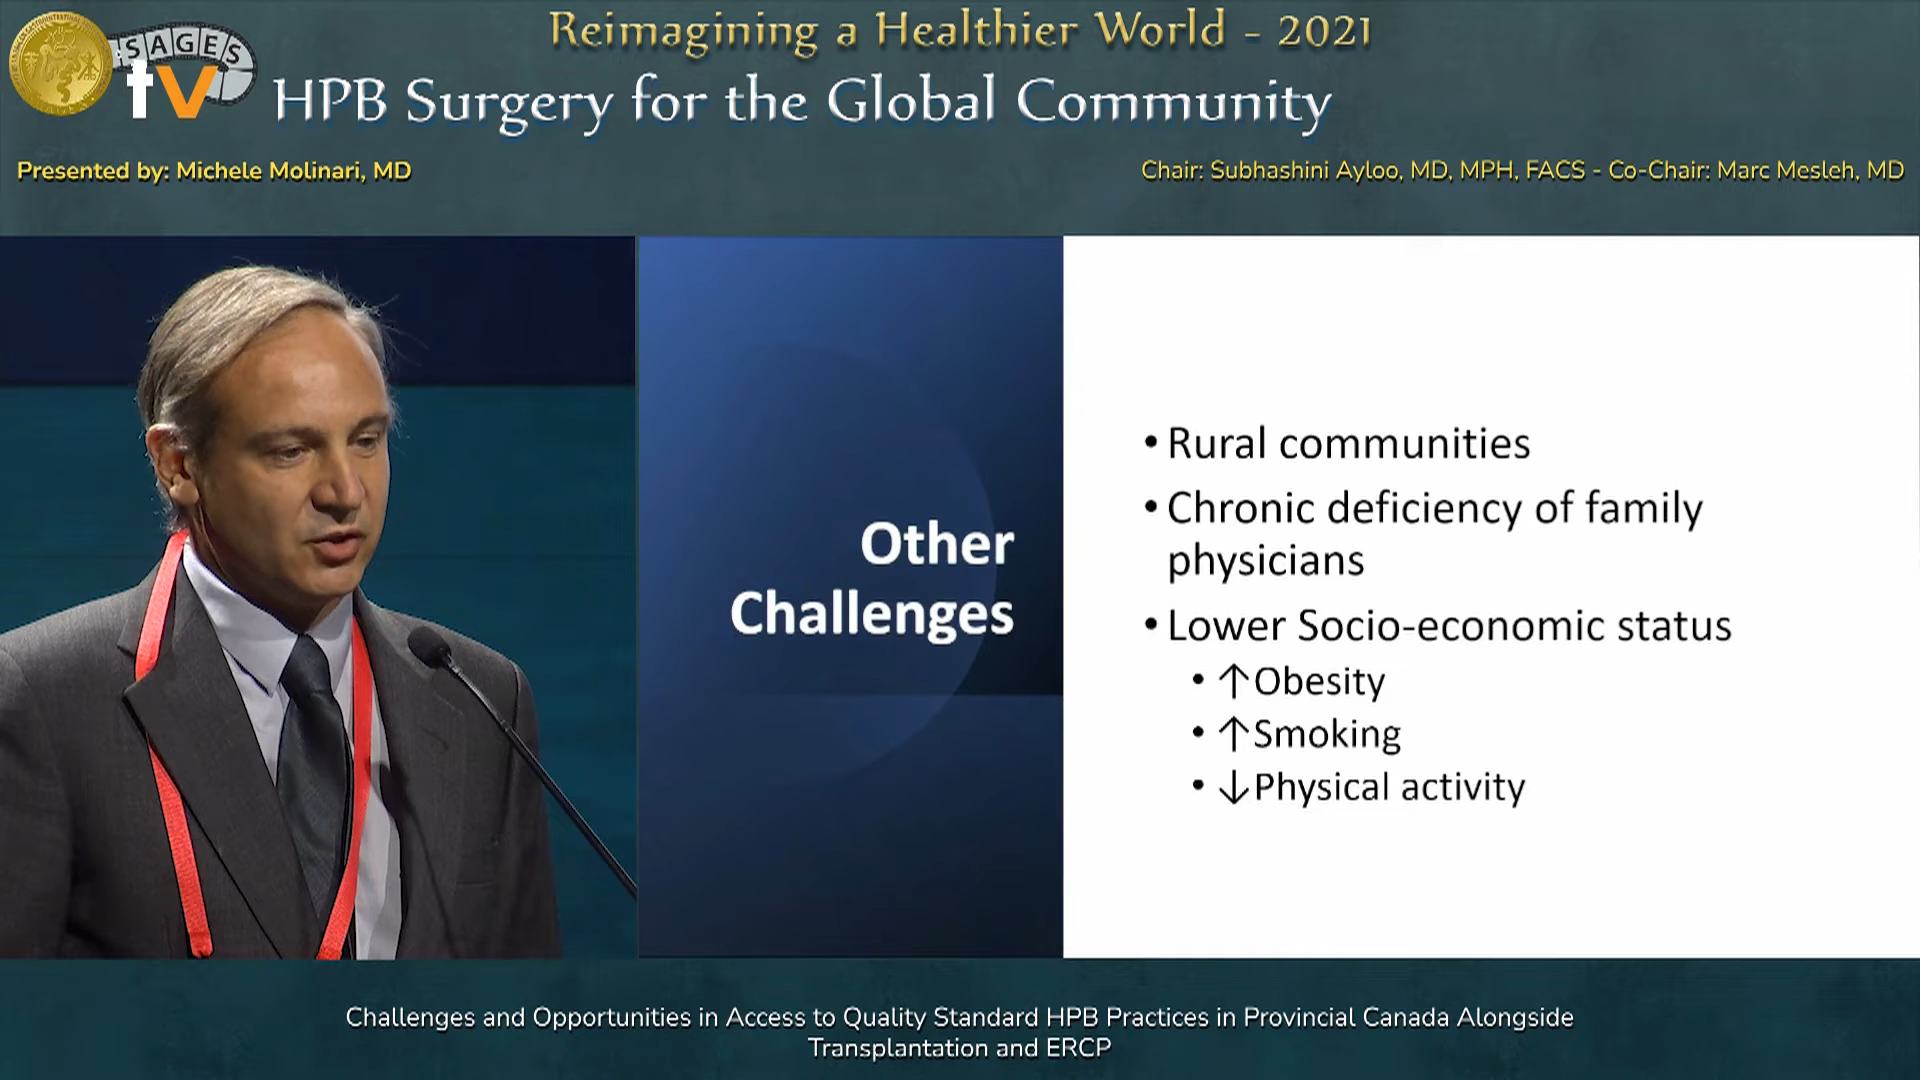 Reimagining a Healthier World - 2021
SAGES
tv
HPB Surgery for the Global Community
Presented by: Michele Molinari, MD
Chair: Subhashini Ayloo, MD, MPH, FACS - Co-Chair: Marc Mesleh, MD
Other
Challenges
• Rural communities
• Chronic deficiency of family
physicians
• Lower Socio-economic status
• ↑Obesity
• ↑Smoking
• ↓Physical activity
Challenges and Opportunities in Access to Quality Standard HPB Practices in Provincial Canada Alongside
Transplantation and ERCP